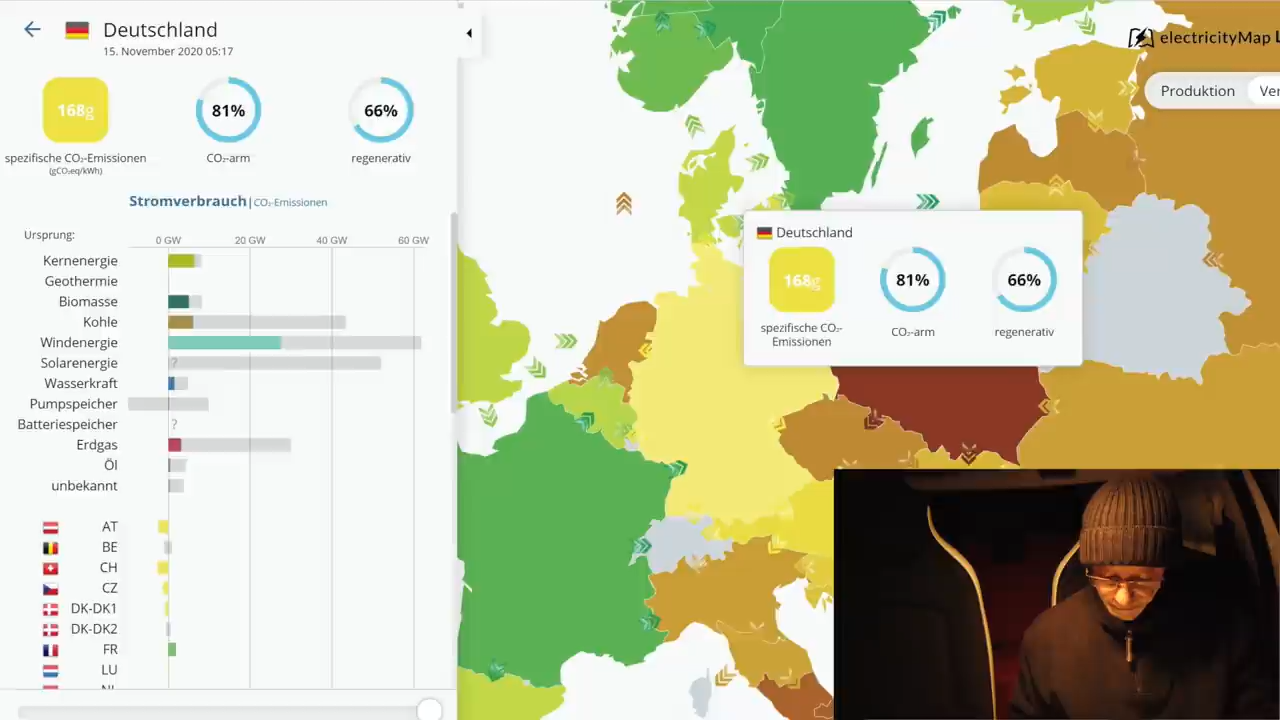 Deutschland
15. November 2020 05:17
168g
81%
66%
spezifische CO₂-Emissionen
(gCO₂eq/kWh)
CO₂-arm
regenerativ
Stromverbrauch | CO₂-Emissionen
Ursprung:
0 GW 20 GW 40 GW 60 GW
Kernenergie
Geothermie
Biomasse
Kohle
Windenergie
Solarenergie ?
Wasserkraft
Pumpspeicher
Batteriespeicher ?
Erdgas
Öl
unbekannt
AT
BE
CH
CZ
DK-DK1
DK-DK2
FR
LU
electricityMap
Produktion
Deutschland
168g
81%
66%
spezifische CO₂-
Emissionen
CO₂-arm
regenerativ